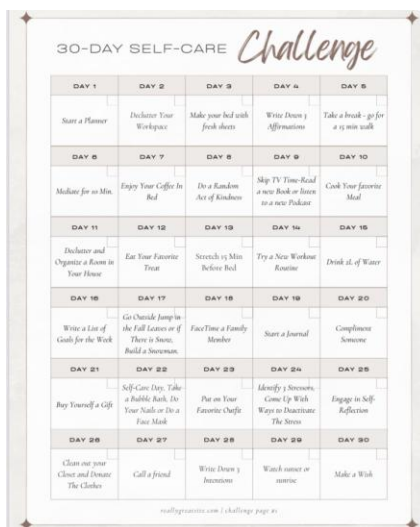 30-DAY SELF-CARE Challenge
DAY 1 DAY 2 DAY 3 DAY 4 DAY 5
Start a Planner
Declutter Your
Workspace
Make your bed with
fresh sheets
Write Down 3
Affirmations
Take a break - go for
a 15 min walk
DAY 6 DAY 7 DAY 8 DAY 9 DAY 10
Mediate for 10 Min
Enjoy Your Coffee In
Bed
Do a Random
Act of Kindness
Skip TV Time-Read
a new Book or listen
to a new Podcast
Cook Your favorite
Meal
DAY 11 DAY 12 DAY 13 DAY 14 DAY 15
Declutter and
Organize a Room in
Your House
Eat Your Favorite
Treat
Stretch 15 Min
Before Bed
Try a New Workout
Routine
Drink 2L of Water
DAY 16 DAY 17 DAY 18 DAY 19 DAY 20
Write a List of
Goals for the Week
Go Outside Jump in
the Fall Leaves or if
There is Snow,
Build a Snowman.
FaceTime a Family
Member
Start a Journal
Compliment
Someone
DAY 21 DAY 22 DAY 23 DAY 24 DAY 25
Buy Yourself a Gift
Self-Care Day, Take
a Bubble Bath, Do
Your Nails or Do a
Face Mask
Put on Your
Favorite Outfit
Identify 3 Stressors,
Come Up With
Ways to Deactivate
The Stress
Engage in Self-
Reflection
DAY 26 DAY 27 DAY 28 DAY 29 DAY 30
Clean out your
Closet and Donate
The Clothes
Call a friend
Write Down 3
Intentions
Watch sunset or
sunrise
Make a Wish
reallygreatsite.com | challenge page #1